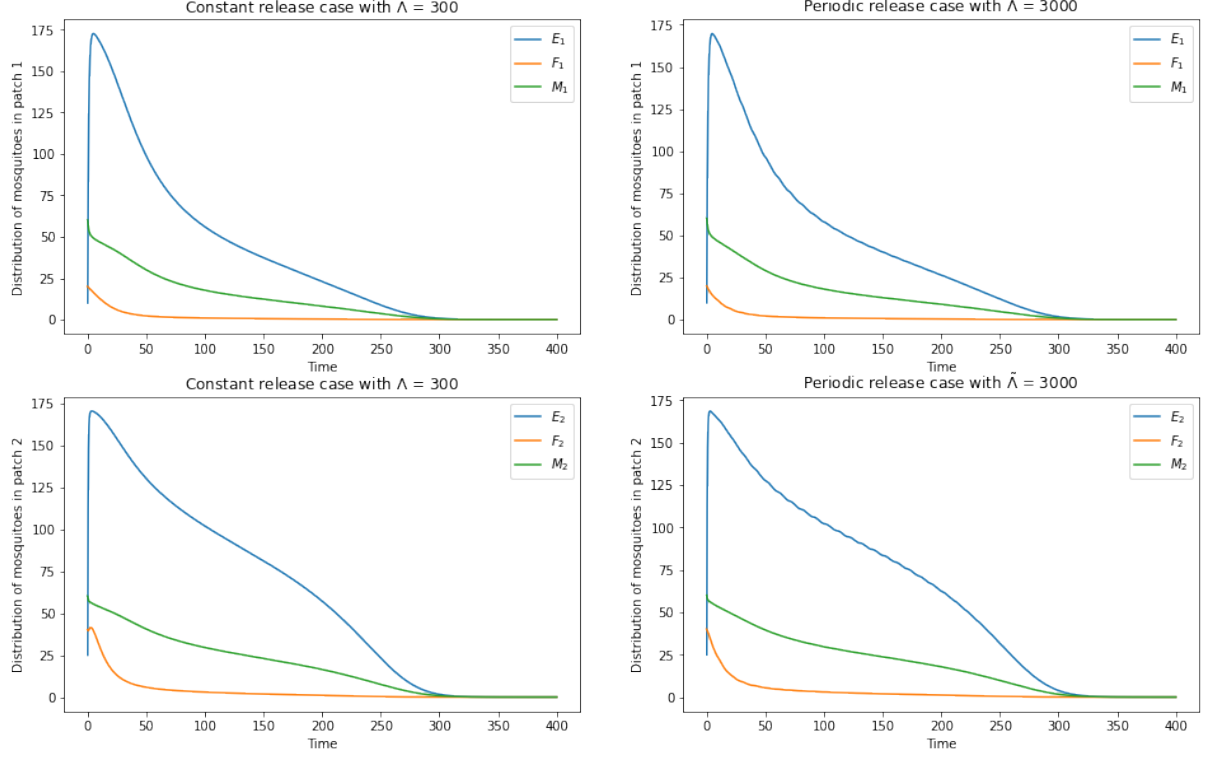 Constant release case with Λ = 300
Distribution of mosquitoes in patch 1
175
150
125
100
75
50
25
0
0 50 100 150 200 250 300 350 400
Time
E₁
F₁
M₁
Periodic release case with Λ̃ = 3000
Distribution of mosquitoes in patch 1
175
150
125
100
75
50
25
0
0 50 100 150 200 250 300 350 400
Time
E₁
F₁
M₁
Constant release case with Λ = 300
Distribution of mosquitoes in patch 2
175
150
125
100
75
50
25
0
0 50 100 150 200 250 300 350 400
Time
E₂
F₂
M₂
Periodic release case with Λ̃ = 3000
Distribution of mosquitoes in patch 2
175
150
125
100
75
50
25
0
0 50 100 150 200 250 300 350 400
Time
E₂
F₂
M₂